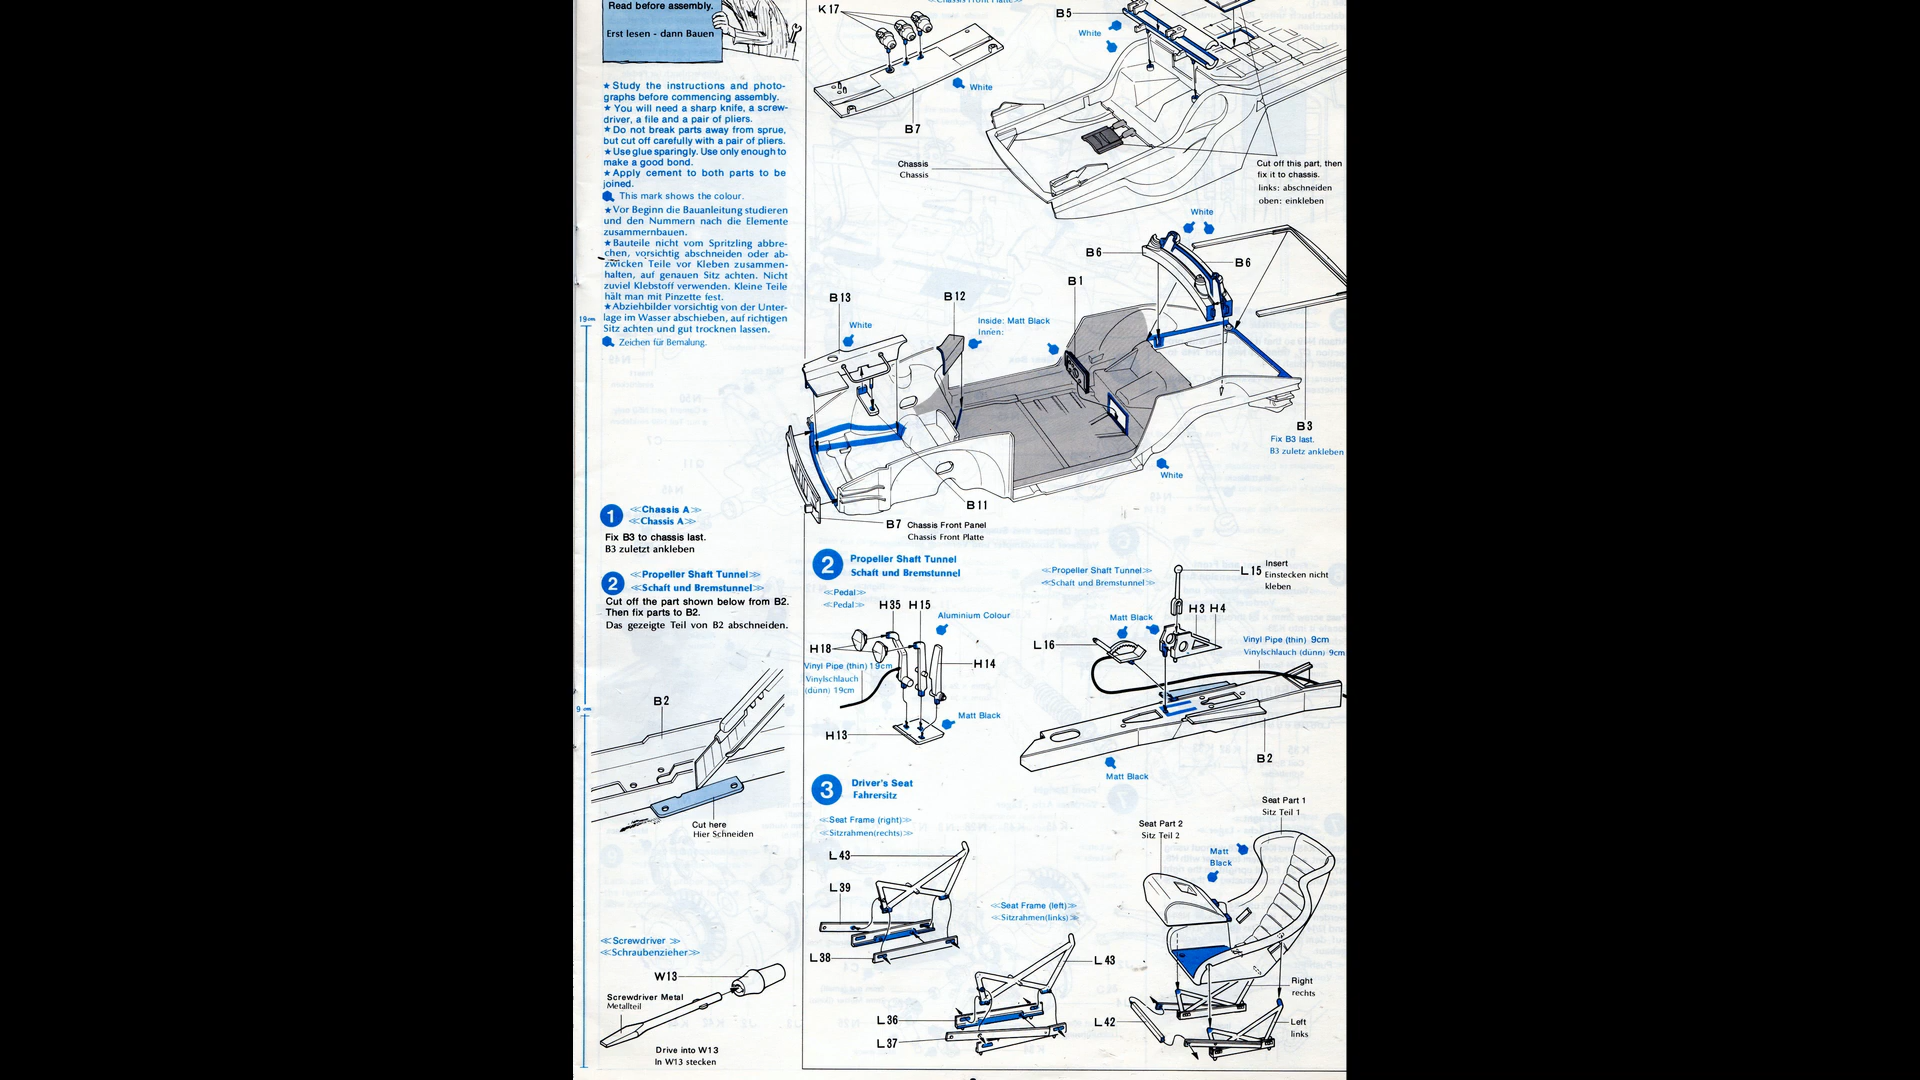 Read before assembly.
Erst lesen - dann Bauen
★Study the instructions and photo-
graphs before commencing assembly.
★You will need a sharp knife, a screw-
driver, a file and a pair of pliers.
★Do not break parts away from sprue,
but cut off carefully with a pair of pliers.
★Use glue sparingly. Use only enough to
make a good bond.
★Apply cement to both parts to be
joined.
This mark shows the colour.
★Vor Beginn die Bauanleitung studieren
und den Nummern nach die Elemente
zusammernbauen.
★Bauteile nicht vom Spritzling abbre-
chen, vorsichtig abschneiden oder ab-
zwicken Teile vor Kleben zusammen-
halten, auf genauen Sitz achten. Nicht
zuviel Klebstoff verwenden. Kleine Teile
hält man mit Pinzette fest.
★Abziehbilder vorsichtig von der Unter-
lage im Wasser abschieben, auf richtigen
Sitz achten und gut trocknen lassen.
Zeichen für Bemalung.
19cm
9cm
1
≪Chassis A≫
≪Chassis A≫
Fix B3 to chassis last.
B3 zuletzt ankleben
2
≪Propeller Shaft Tunnel≫
≪Schaft und Bremstunnel≫
Cut off the part shown below from B2.
Then fix parts to B2.
Das gezeigte Teil von B2 abschneiden.
B2
Cut here
Hier Schneiden
≪Screwdriver≫
≪Schraubenzieher≫
W13
Screwdriver Metal
Metallteil
Drive into W13
In W13 stecken
≪Chassis Front Platte≫
K17
White
B7
B5
White
Chassis
Chassis
Cut off this part, then
fix it to chassis.
links: abschneiden
oben: einkleben
White
B6
B6
B1
B13
B12
White
Inside: Matt Black
Innen:
B3
Fix B3 last.
B3 zuletz ankleben
White
B11
B7
Chassis Front Panel
Chassis Front Platte
2
Propeller Shaft Tunnel
Schaft und Bremstunnel
≪Pedal≫
≪Pedal≫
H35
H15
Aluminium Colour
H18
H14
Vinyl Pipe (thin) 19cm
Vinylschlauch
(dünn) 19cm
Matt Black
H13
≪Propeller Shaft Tunnel≫
≪Schaft und Bremstunnel≫
L15
Insert
Einstecken nicht
kleben
H3 H4
Matt Black
L16
Vinyl Pipe (thin) 9cm
Vinylschlauch (dünn) 9cm
B2
Matt Black
3
Driver's Seat
Fahrersitz
≪Seat Frame (right)≫
≪Sitzrahmen(rechts)≫
L43
L39
L38
≪Seat Frame (left)≫
≪Sitzrahmen(links)≫
L43
L36
L37
Seat Part 1
Sitz Teil 1
Seat Part 2
Sitz Teil 2
Matt
Black
Right
rechts
L42
Left
links